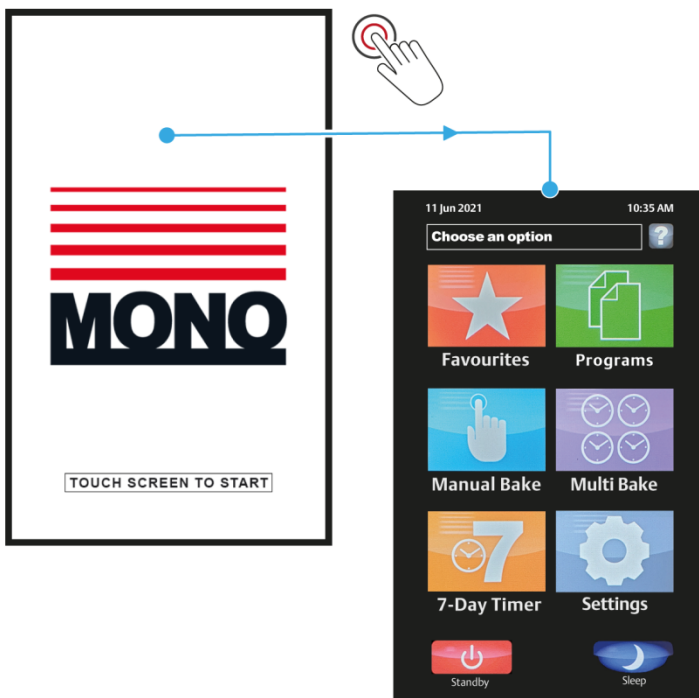 MONO
TOUCH SCREEN TO START
11 Jun 2021 10:35 AM
Choose an option ?
Favourites Programs
Manual Bake Multi Bake
7
7-Day Timer Settings
Standby Sleep